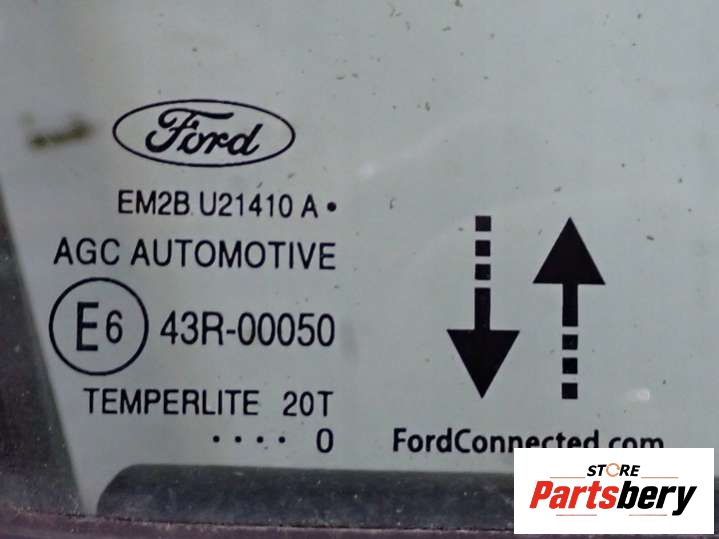 Ford
EM2B U21410 A •
AGC AUTOMOTIVE
E6 43R-00050
TEMPERLITE 20T
•••• 0
FordConnected.com
STORE
Partsbery